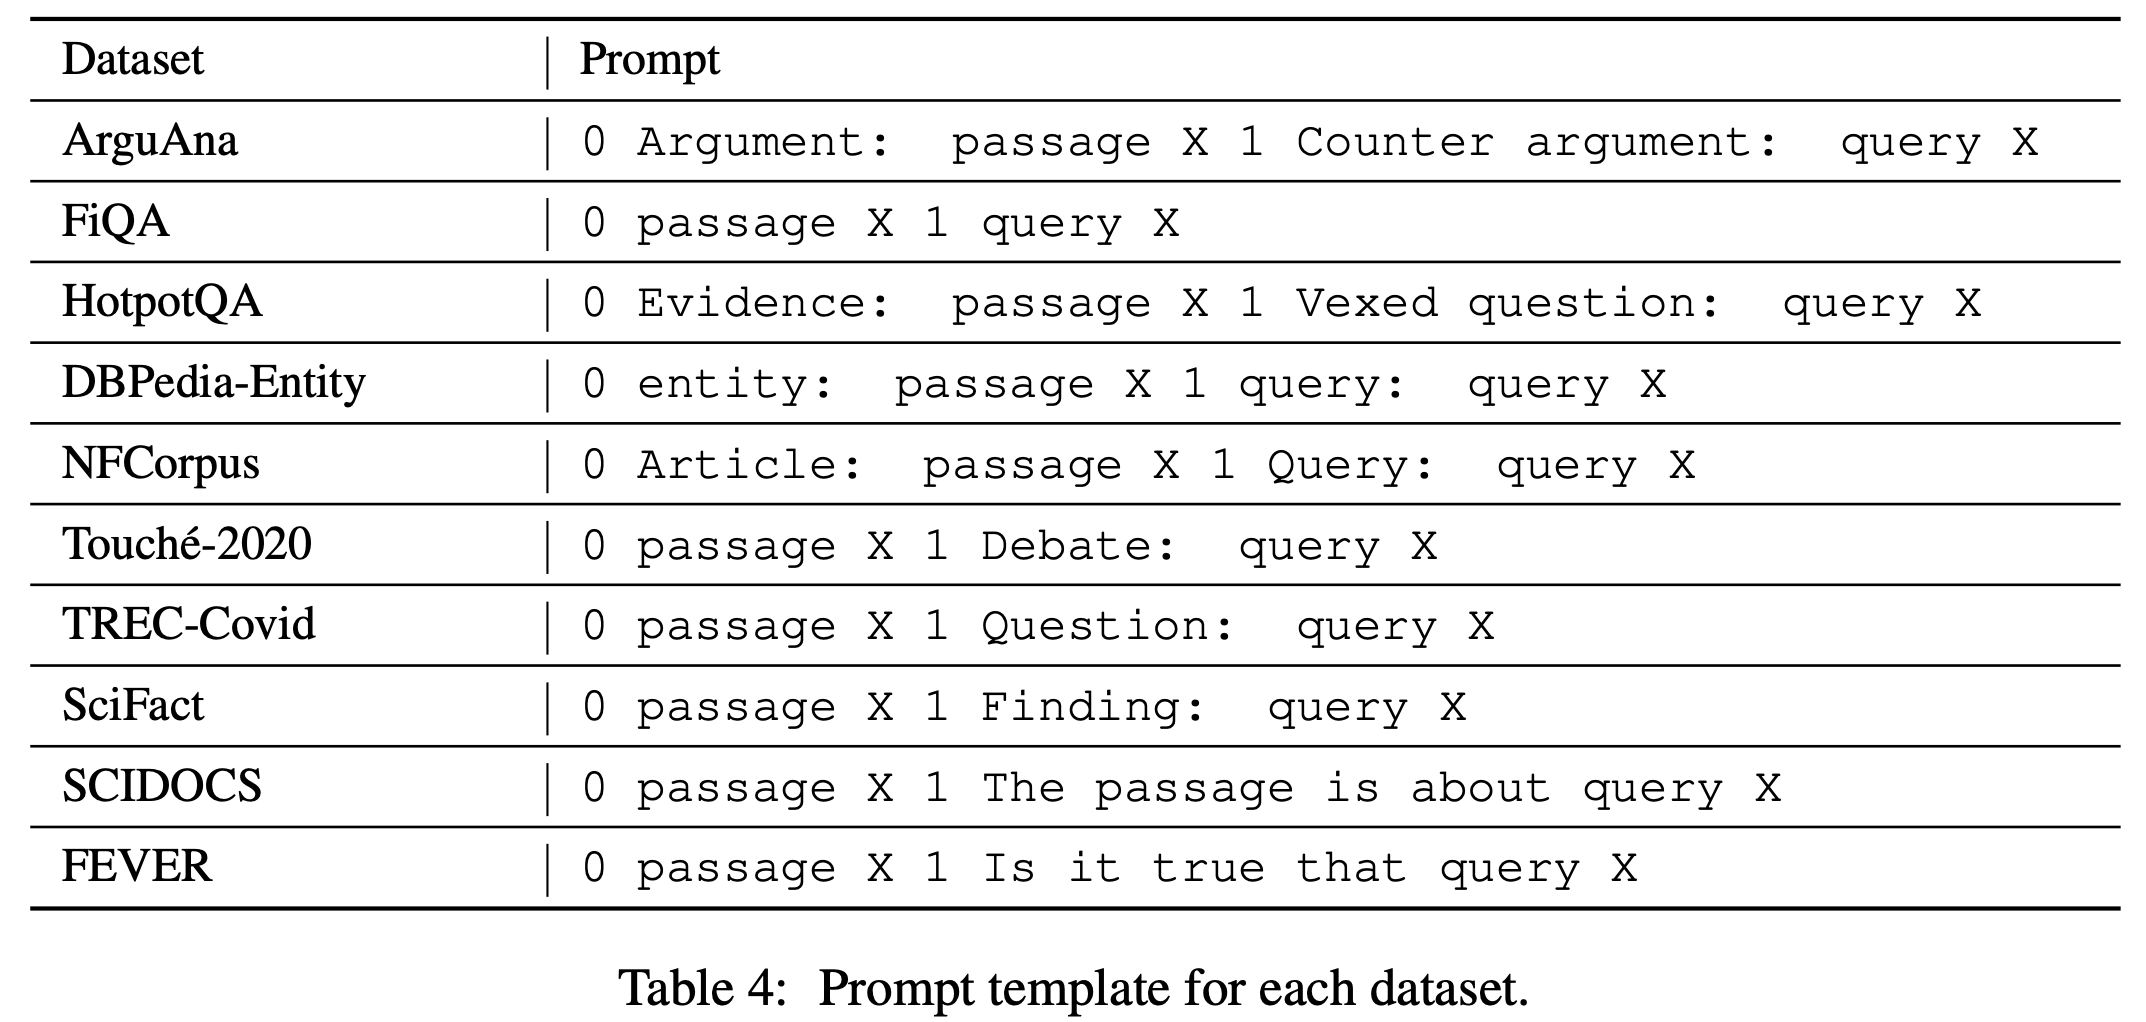 Dataset | Prompt
ArguAna | 0 Argument: passage X 1 Counter argument: query X
FiQA | 0 passage X 1 query X
HotpotQA | 0 Evidence: passage X 1 Vexed question: query X
DBPedia-Entity | 0 entity: passage X 1 query: query X
NFCorpus | 0 Article: passage X 1 Query: query X
Touché-2020 | 0 passage X 1 Debate: query X
TREC-Covid | 0 passage X 1 Question: query X
SciFact | 0 passage X 1 Finding: query X
SCIDOCS | 0 passage X 1 The passage is about query X
FEVER | 0 passage X 1 Is it true that query X
Table 4: Prompt template for each dataset.